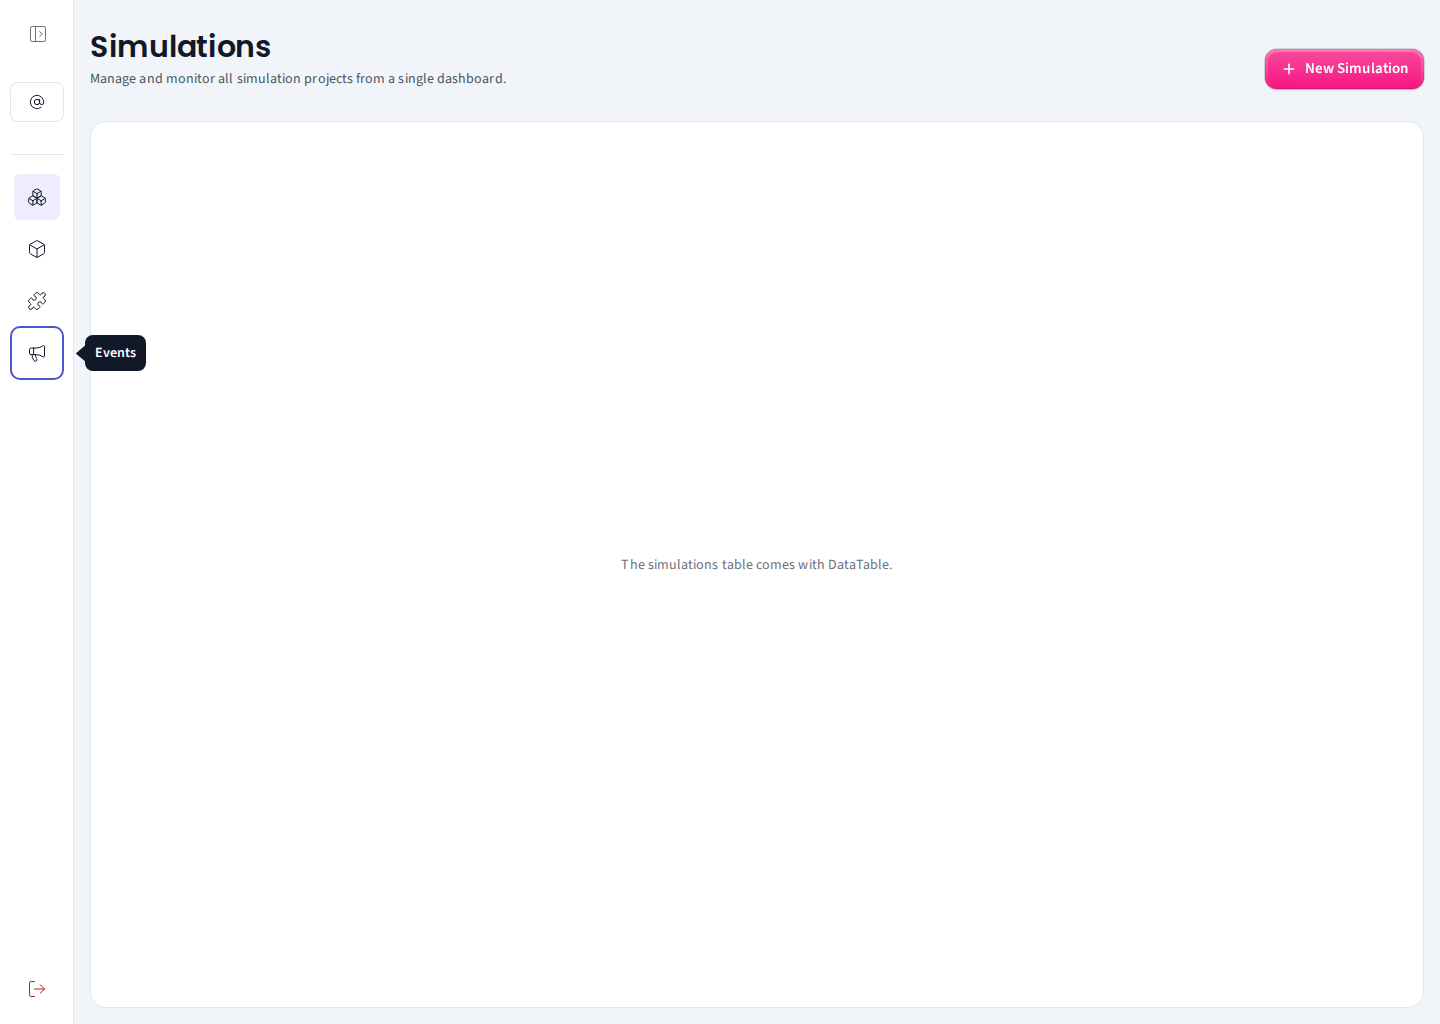 Simulations
Manage and monitor all simulation projects from a single dashboard.
New Simulation
Events
The simulations table comes with DataTable.